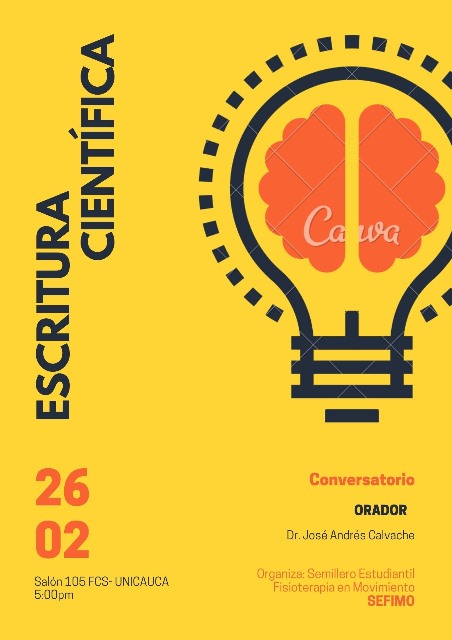 ESCRITURA
CIENTÍFICA
Canva
26
02
Salón 105 FCS- UNICAUCA
5:00pm
Conversatorio
ORADOR
Dr. José Andrés Calvache
Organiza: Semillero Estudiantil
Fisioterapia en Movimiento
SEFIMO